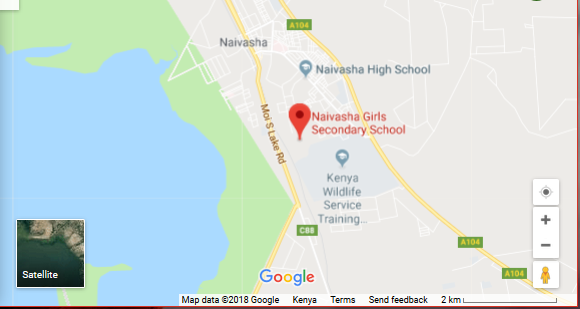 A104
Naivasha
Naivasha High School
Moi S Lake Rd
Naivasha Girls
Secondary School
Kenya
Wildlife
Service
Training...
C88
A104
A104
Satellite
Google
Map data ©2018 Google Kenya Terms Send feedback 2 km